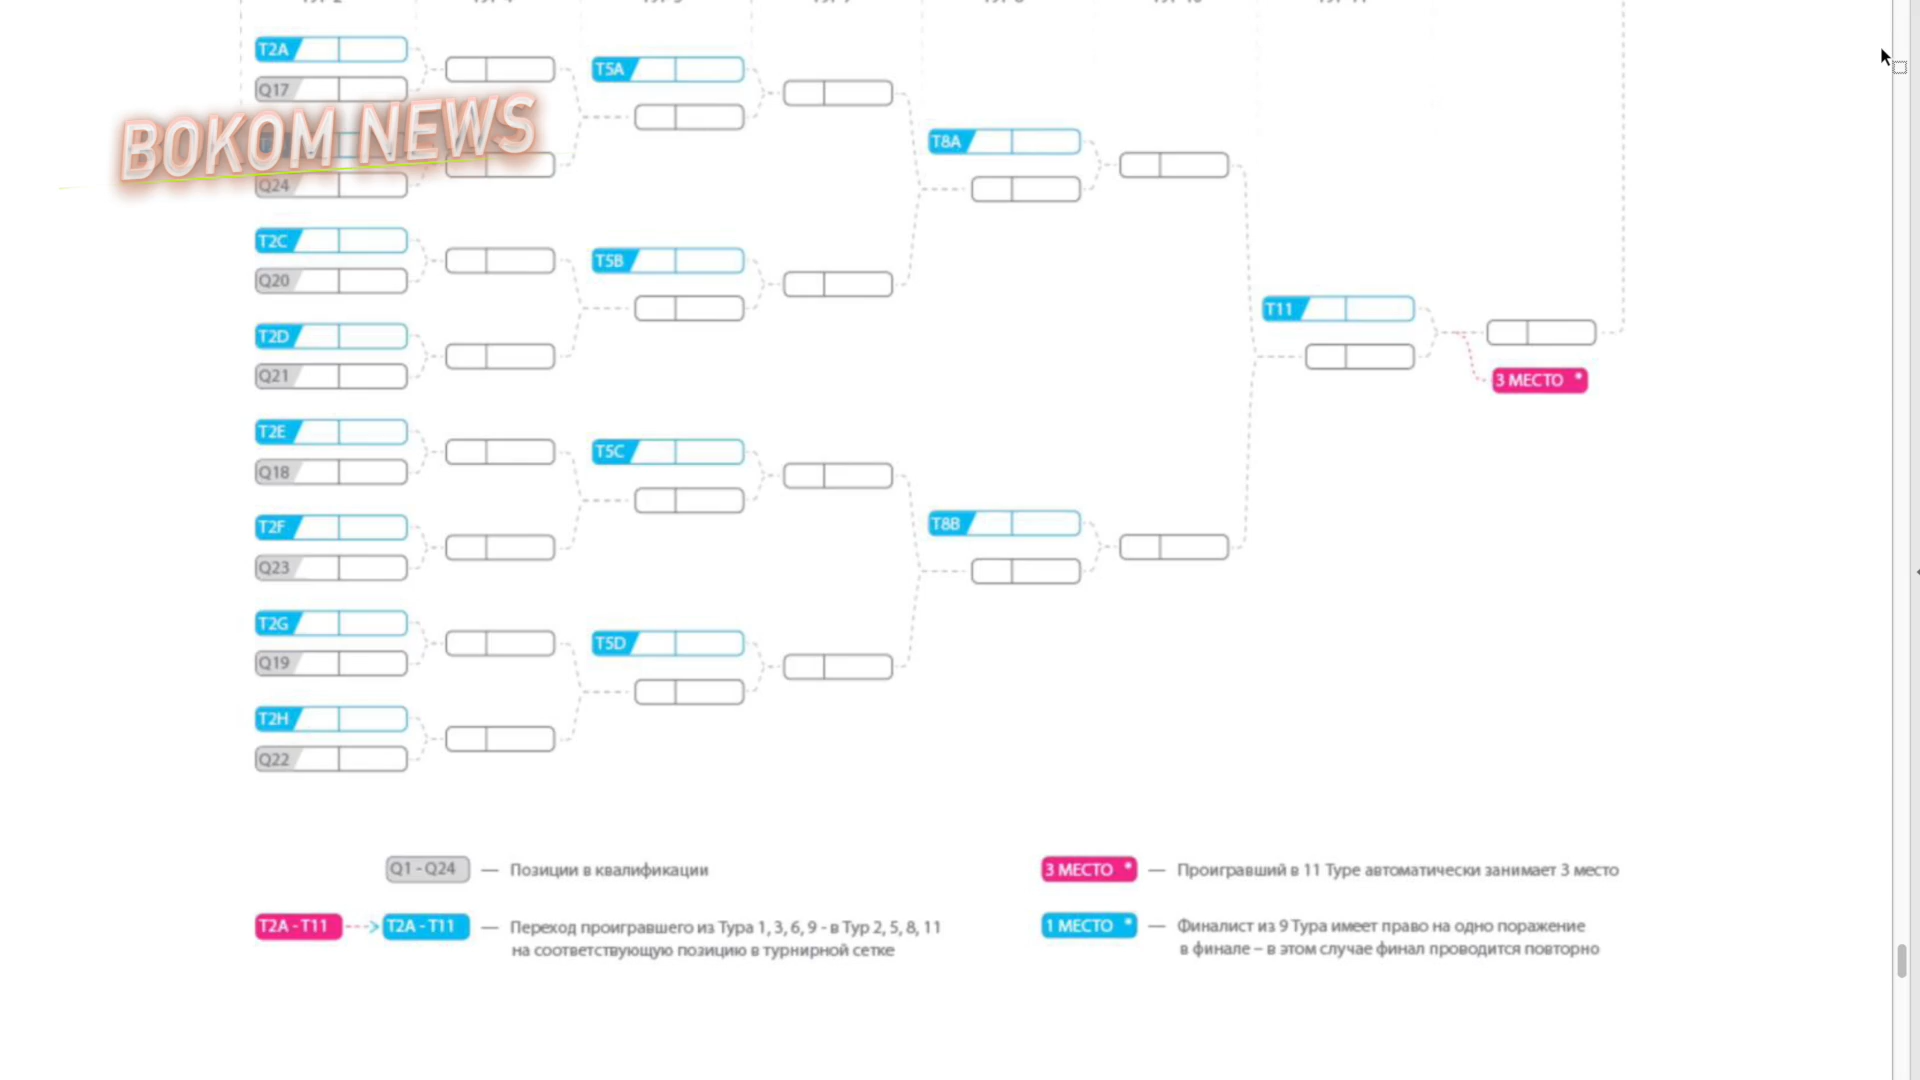 T2A
T5A
Q17
BOKOM NEWS
T8A
Q24
T2C
T5B
Q20
T11
T2D
Q21
3 МЕСТО *
T2E
T5C
Q18
T2F
T8B
Q23
T2G
T5D
Q19
T2H
Q22
Q1 - Q24 — Позиции в квалификации
3 МЕСТО * — Проигравший в 11 Туре автоматически занимает 3 место
T2A - T11 T2A - T11 — Переход проигравшего из Тура 1, 3, 6, 9 - в Тур 2, 5, 8, 11
на соответствующую позицию в турнирной сетке
1 МЕСТО * — Финалист из 9 Тура имеет право на одно поражение
в финале – в этом случае финал проводится повторно